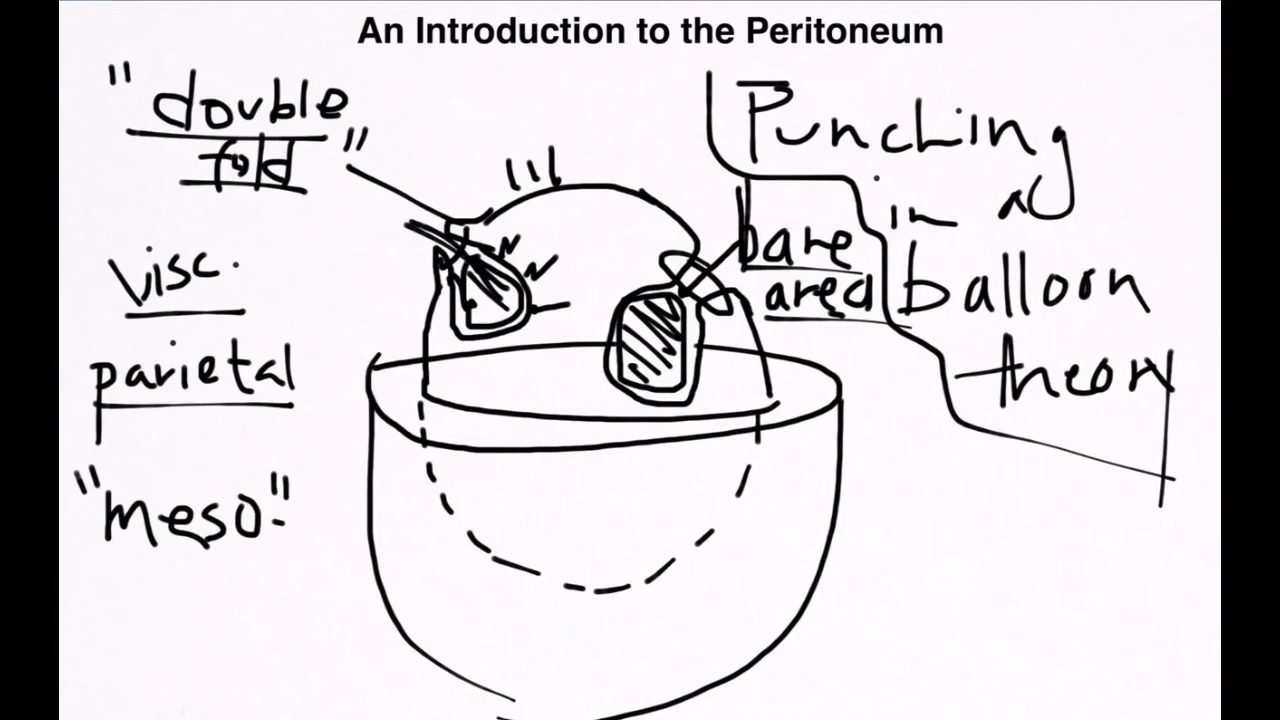 An Introduction to the Peritoneum
"double
fold"
visc.
parietal
"meso-"
bare
area
Punching
in a
balloon
theory